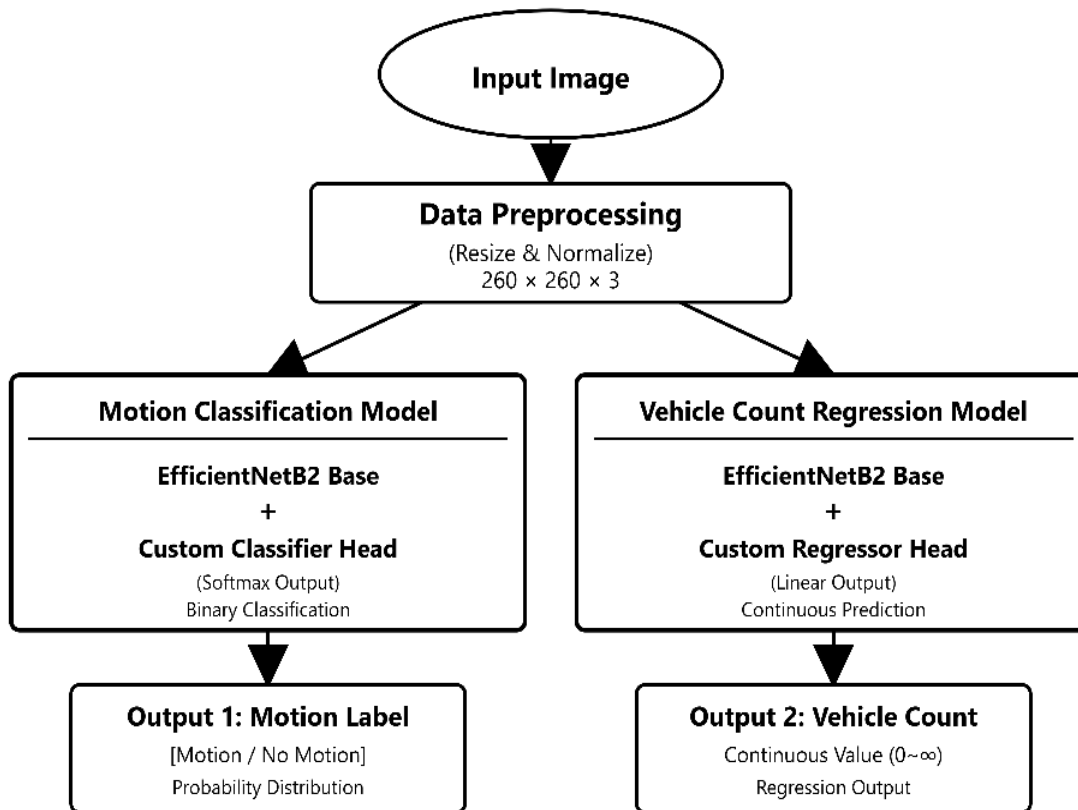 Input Image
Data Preprocessing
(Resize & Normalize)
260 × 260 × 3
Motion Classification Model
EfficientNetB2 Base
+
Custom Classifier Head
(Softmax Output)
Binary Classification
Vehicle Count Regression Model
EfficientNetB2 Base
+
Custom Regressor Head
(Linear Output)
Continuous Prediction
Output 1: Motion Label
[Motion / No Motion]
Probability Distribution
Output 2: Vehicle Count
Continuous Value (0~∞)
Regression Output